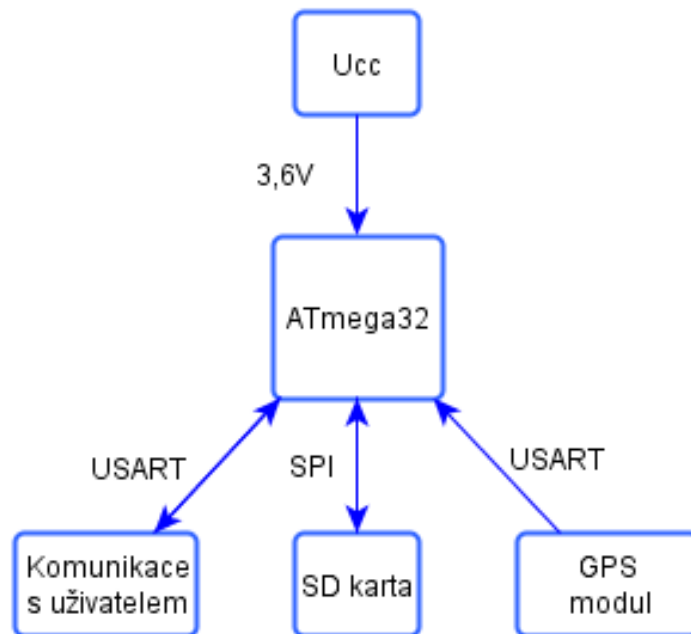 Ucc
3,6V
ATmega32
USART
SPI
USART
Komunikace
s uživatelem
SD karta
GPS
modul